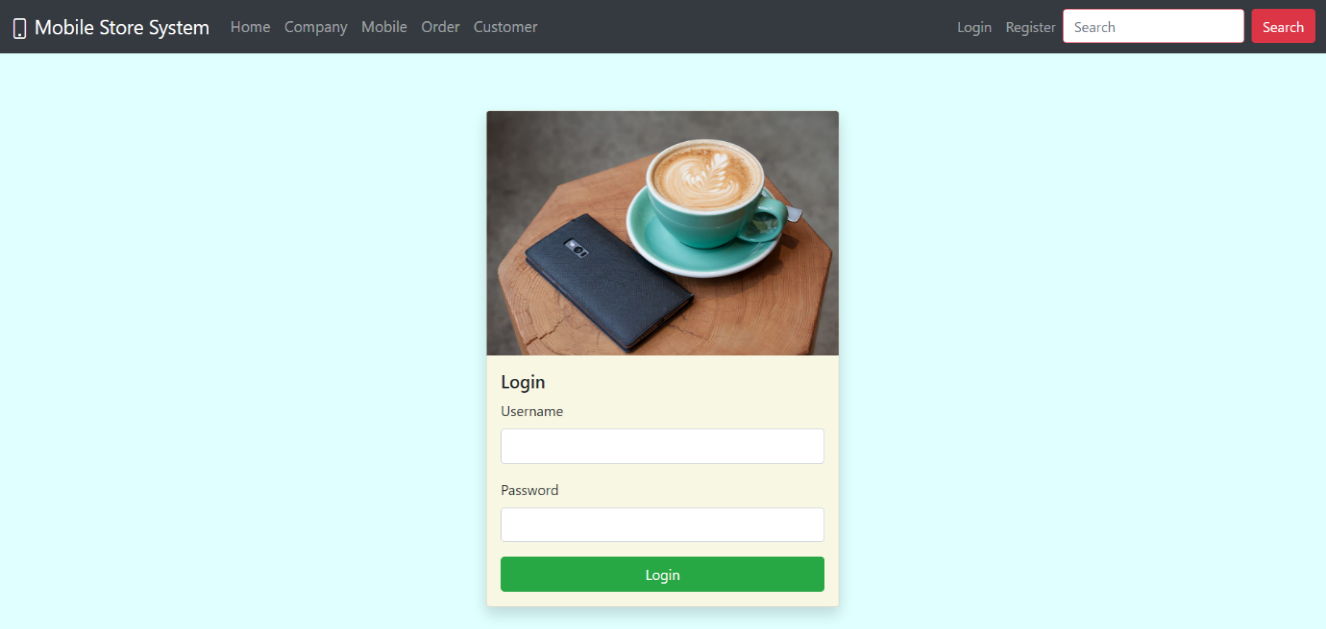 Mobile Store System Home Company Mobile Order Customer Login Register Search Search
Login
Username
Password
Login